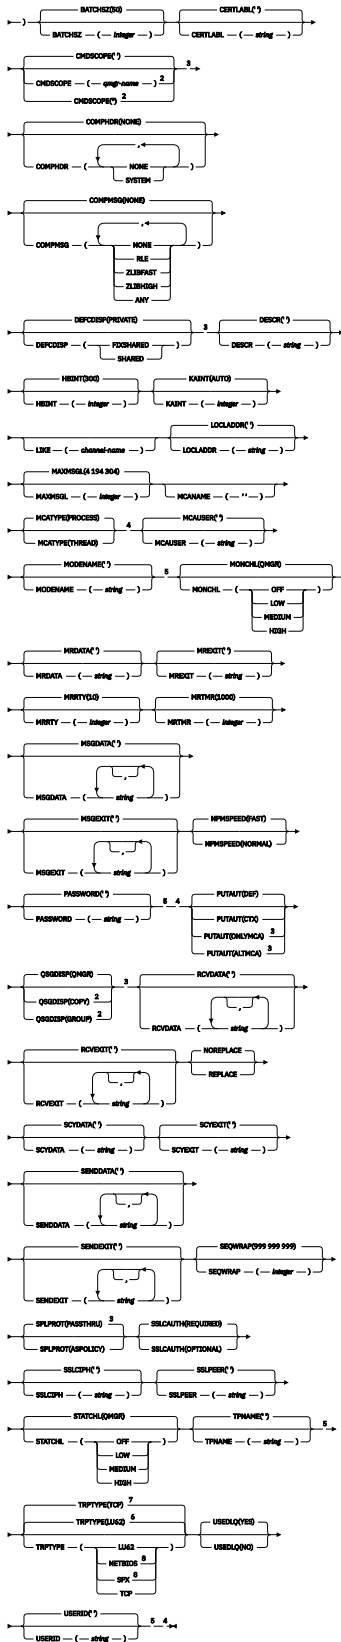 ) BATCHSZ(50) CERTLABL(' ')
BATCHSZ ( integer ) CERTLABL ( string )
CMDSCOPE(' ') 3
CMDSCOPE ( qmgr-name ) 2
CMDSCOPE(*) 2
COMPHDR(NONE)
,
COMPHDR ( NONE )
SYSTEM
COMPMSG(NONE)
,
COMPMSG ( NONE )
RLE
ZLIBFAST
ZLIBHIGH
ANY
DEFCDISP(PRIVATE) 3 DESCR(' ')
DEFCDISP ( FIXSHARED ) DESCR ( string )
SHARED
HBINT(300) KAINT(AUTO)
HBINT ( integer ) KAINT ( integer )
LOCLADDR(' ')
LIKE ( channel-name ) LOCLADDR ( string )
MAXMSGL(4 194 304)
MAXMSGL ( integer ) MCANAME ( ' ' )
MCATYPE(PROCESS) 4 MCAUSER(' ')
MCATYPE(THREAD) MCAUSER ( string )
MODENAME(' ') 5 MONCHL(QMGR)
MODENAME ( string ) MONCHL ( OFF )
LOW
MEDIUM
HIGH
MRDATA(' ') MREXIT(' ')
MRDATA ( string ) MREXIT ( string )
MRRTY(10) MRTMR(1000)
MRRTY ( integer ) MRTMR ( integer )
MSGDATA(' ')
,
MSGDATA ( string )
MSGEXIT(' ') NPMSPEED(FAST)
, NPMSPEED(NORMAL)
MSGEXIT ( string )
PASSWORD(' ') 5 4 PUTAUT(DEF)
PASSWORD ( string ) PUTAUT(CTX)
PUTAUT(ONLYMCA) 3
PUTAUT(ALTMCA) 3
QSGDISP(QMGR) 3 RCVDATA(' ')
QSGDISP(COPY) 2 ,
QSGDISP(GROUP) 2 RCVDATA ( string )
RCVEXIT(' ') NOREPLACE
, REPLACE
RCVEXIT ( string )
SCYDATA(' ') SCYEXIT(' ')
SCYDATA ( string ) SCYEXIT ( string )
SENDDATA(' ')
,
SENDDATA ( string )
SENDEXIT(' ') SEQWRAP(999 999 999)
, SEQWRAP ( integer )
SENDEXIT ( string )
SPLPROT(PASSTHRU) 3 SSLCAUTH(REQUIRED)
SPLPROT(ASPOLICY) SSLCAUTH(OPTIONAL)
SSLCIPH(' ') SSLPEER(' ')
SSLCIPH ( string ) SSLPEER ( string )
STATCHL(QMGR) TPNAME(' ') 5
STATCHL ( OFF ) TPNAME ( string )
LOW
MEDIUM
HIGH
TRPTYPE(TCP) 7
TRPTYPE(LU62) 6 USEDLQ(YES)
TRPTYPE ( LU62 ) USEDLQ(NO)
NETBIOS 8
SPX 8
TCP
USERID(' ') 5 4
USERID ( string )